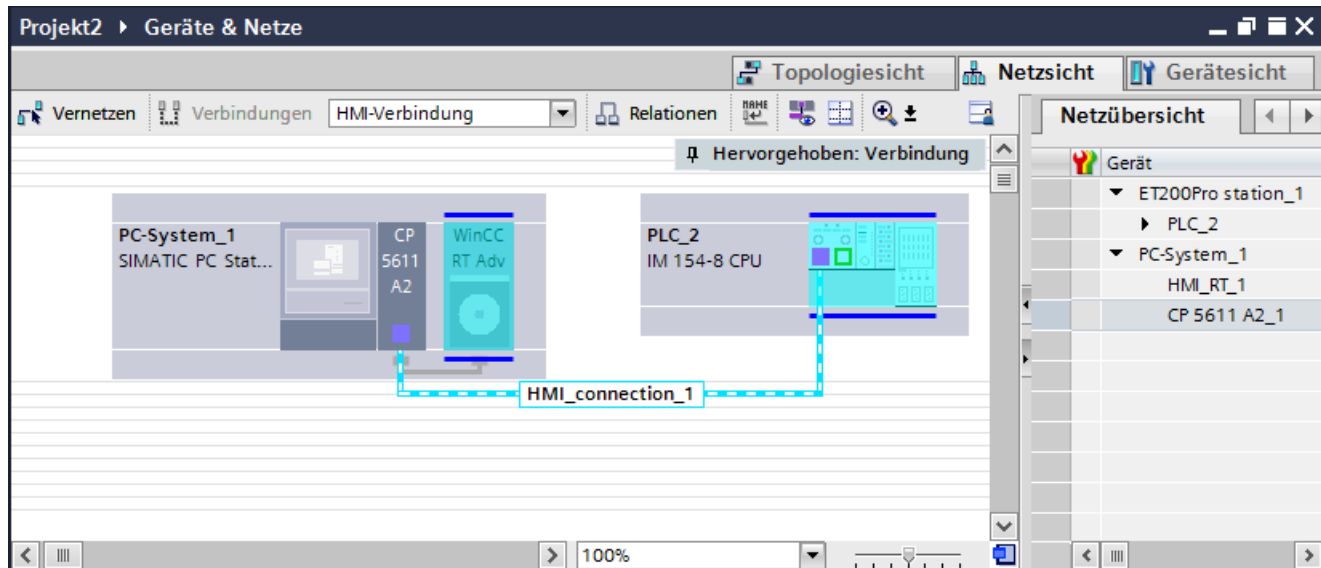 Projekt2 ▸ Geräte & Netze
Topologiesicht Netzsicht Gerätesicht
Vernetzen Verbindungen HMI-Verbindung Relationen NAME
Hervorgehoben: Verbindung
PC-System_1
SIMATIC PC Stat...
CP
5611
A2
WinCC
RT Adv
PLC_2
IM 154-8 CPU
HMI_connection_1
100%
Netzübersicht
Gerät
ET200Pro station_1
PLC_2
PC-System_1
HMI_RT_1
CP 5611 A2_1